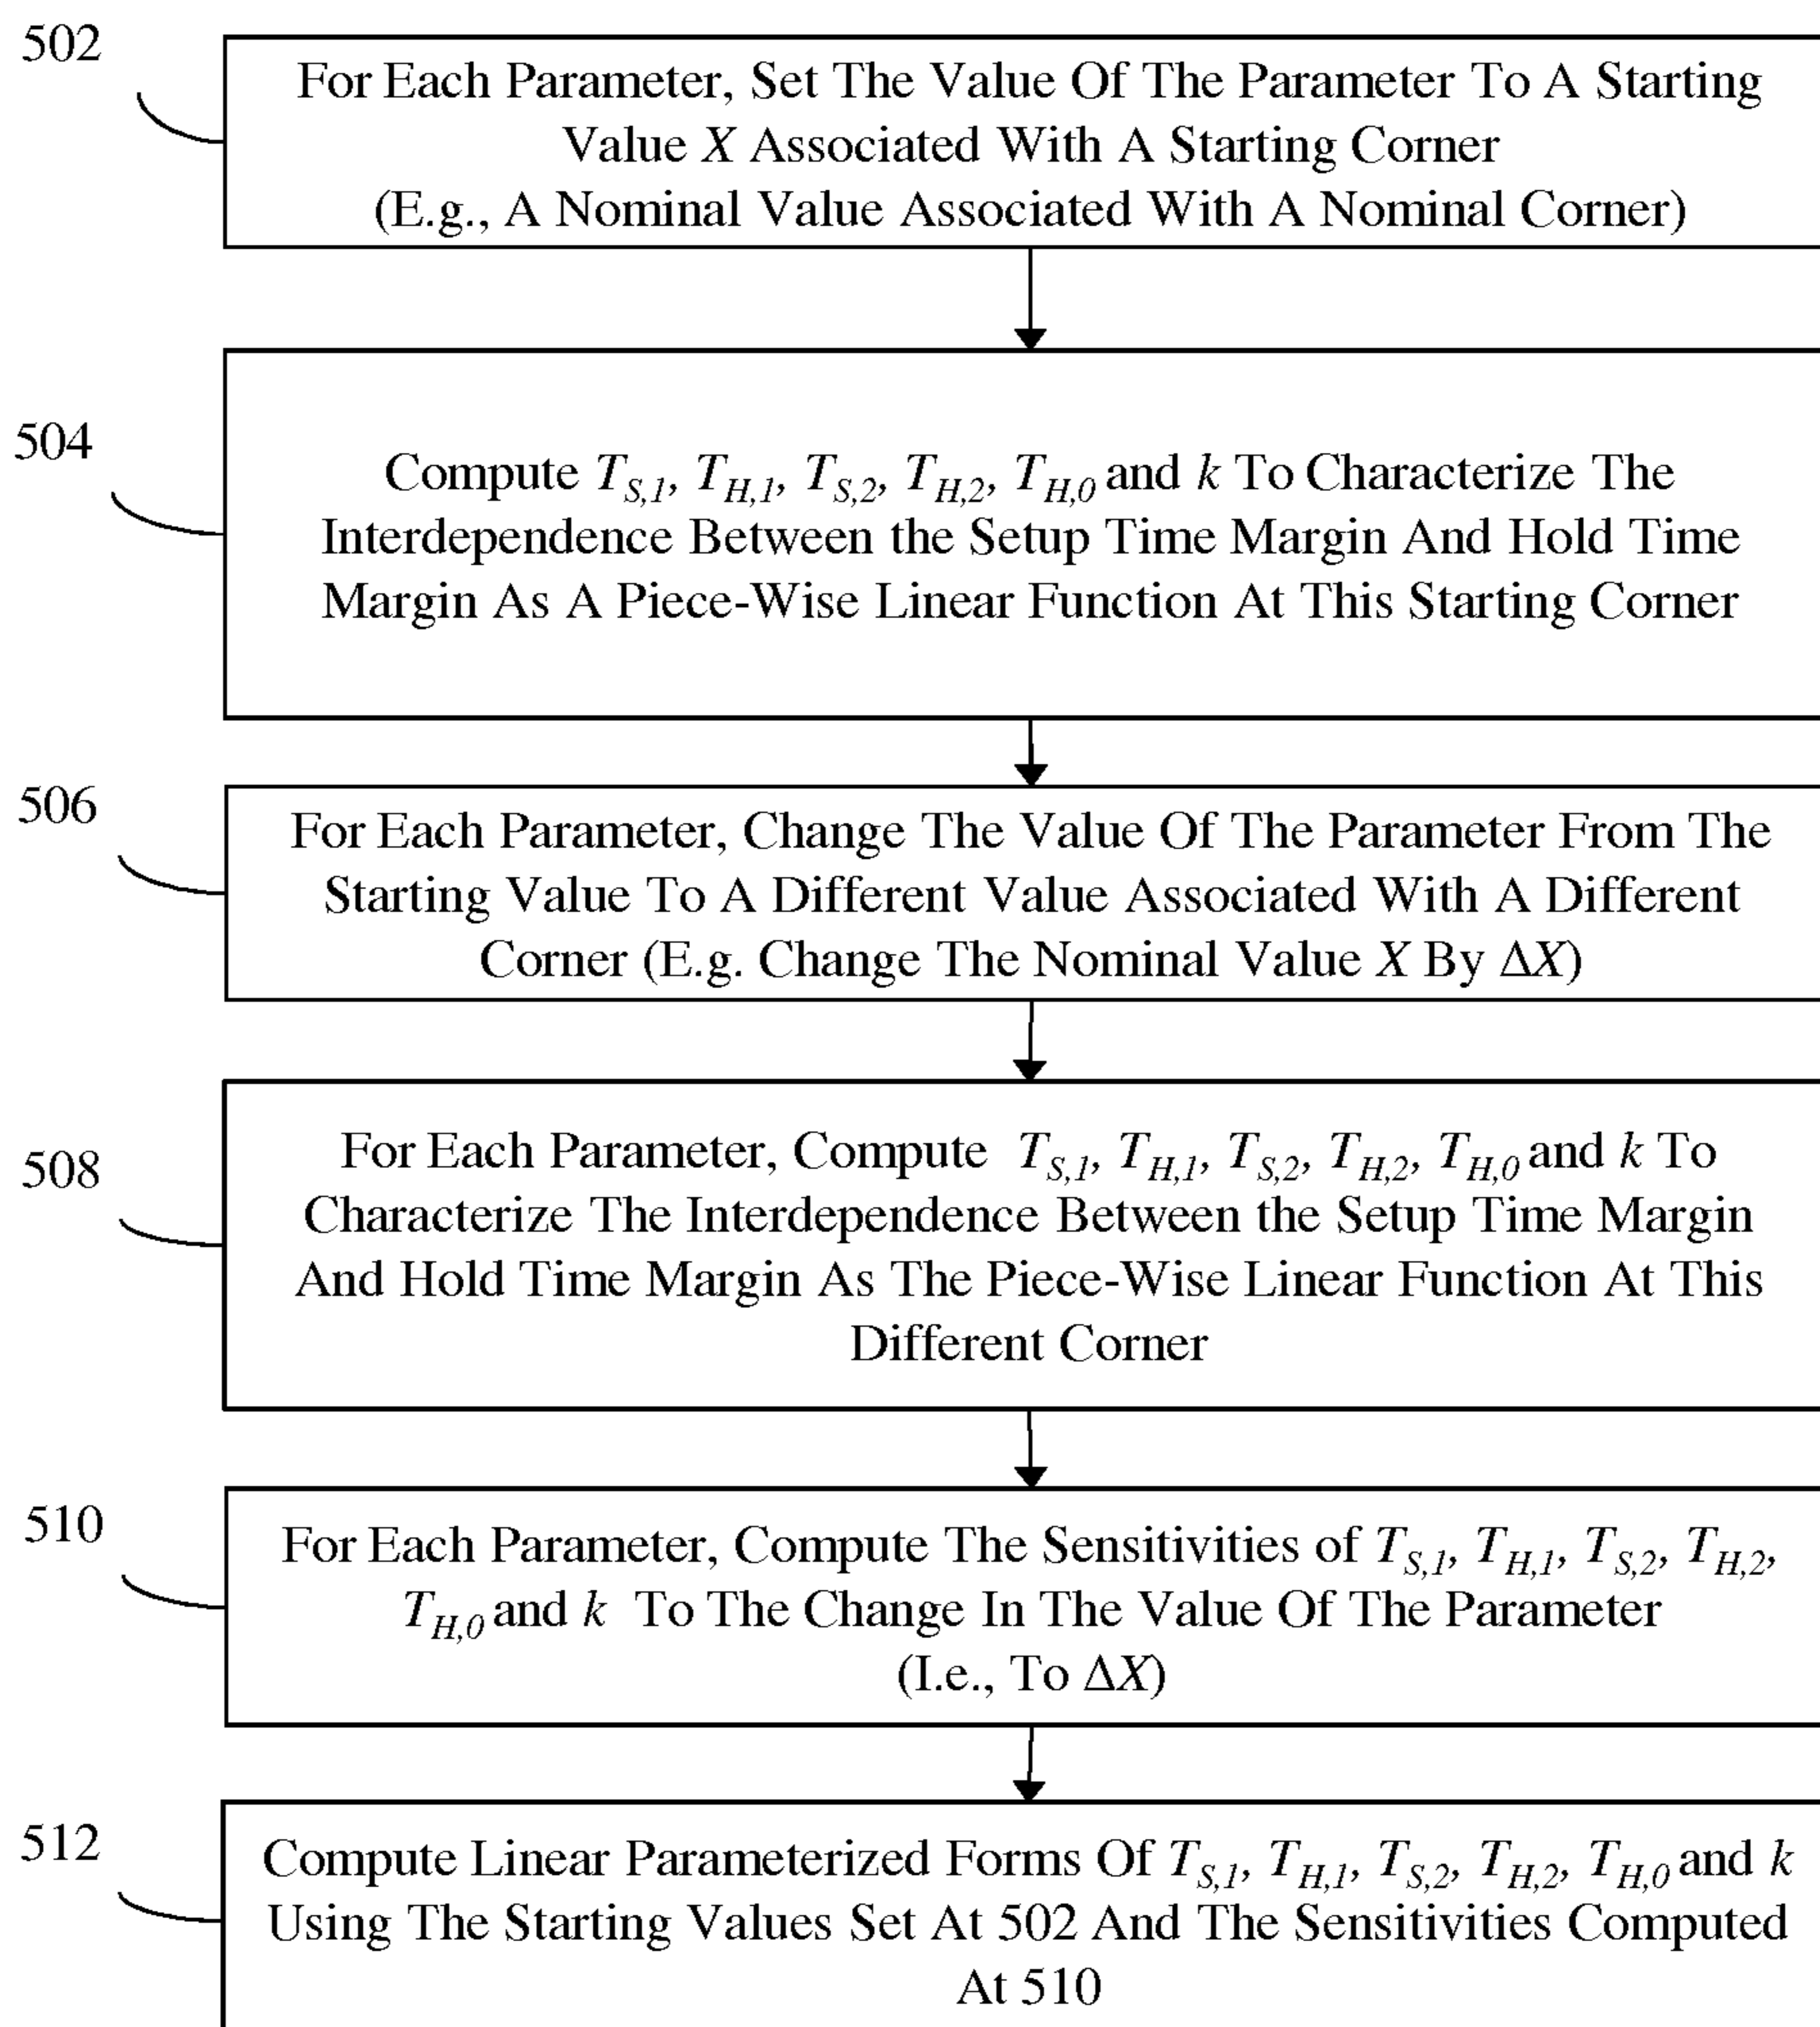 502
For Each Parameter, Set The Value Of The Parameter To A Starting
Value X Associated With A Starting Corner
(E.g., A Nominal Value Associated With A Nominal Corner)
504
Compute T_{S,1}, T_{H,1}, T_{S,2}, T_{H,2}, T_{H,0} and k To Characterize The
Interdependence Between the Setup Time Margin And Hold Time
Margin As A Piece-Wise Linear Function At This Starting Corner
506
For Each Parameter, Change The Value Of The Parameter From The
Starting Value To A Different Value Associated With A Different
Corner (E.g. Change The Nominal Value X By ΔX)
508
For Each Parameter, Compute T_{S,1}, T_{H,1}, T_{S,2}, T_{H,2}, T_{H,0} and k To
Characterize The Interdependence Between the Setup Time Margin
And Hold Time Margin As The Piece-Wise Linear Function At This
Different Corner
510
For Each Parameter, Compute The Sensitivities of T_{S,1}, T_{H,1}, T_{S,2}, T_{H,2},
T_{H,0} and k To The Change In The Value Of The Parameter
(I.e., To ΔX)
512
Compute Linear Parameterized Forms Of T_{S,1}, T_{H,1}, T_{S,2}, T_{H,2}, T_{H,0} and k
Using The Starting Values Set At 502 And The Sensitivities Computed
At 510